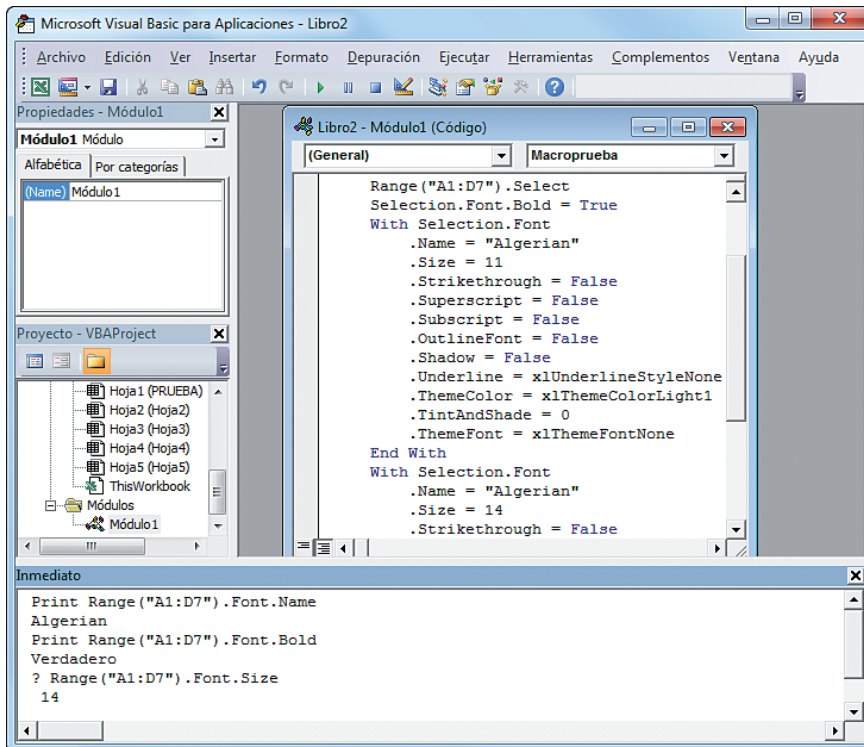 Microsoft Visual Basic para Aplicaciones - Libro2
Archivo Edición Ver Insertar Formato Depuración Ejecutar Herramientas Complementos Ventana Ayuda
Propiedades - Módulo1
Módulo1 Módulo
Alfabética Por categorías
(Name) Módulo1
Proyecto - VBAProject
Hoja1 (PRUEBA)
Hoja2 (Hoja2)
Hoja3 (Hoja3)
Hoja4 (Hoja4)
Hoja5 (Hoja5)
ThisWorkbook
Módulos
Módulo1
Libro2 - Módulo1 (Código)
(General) Macroprueba
Range("A1:D7").Select
Selection.Font.Bold = True
With Selection.Font
.Name = "Algerian"
.Size = 11
.Strikethrough = False
.Superscript = False
.Subscript = False
.OutlineFont = False
.Shadow = False
.Underline = xlUnderlineStyleNone
.ThemeColor = xlThemeColorLight1
.TintAndShade = 0
.ThemeFont = xlThemeFontNone
End With
With Selection.Font
.Name = "Algerian"
.Size = 14
.Strikethrough = False
Inmediato
Print Range("A1:D7").Font.Name
Algerian
Print Range("A1:D7").Font.Bold
Verdadero
? Range("A1:D7").Font.Size
14